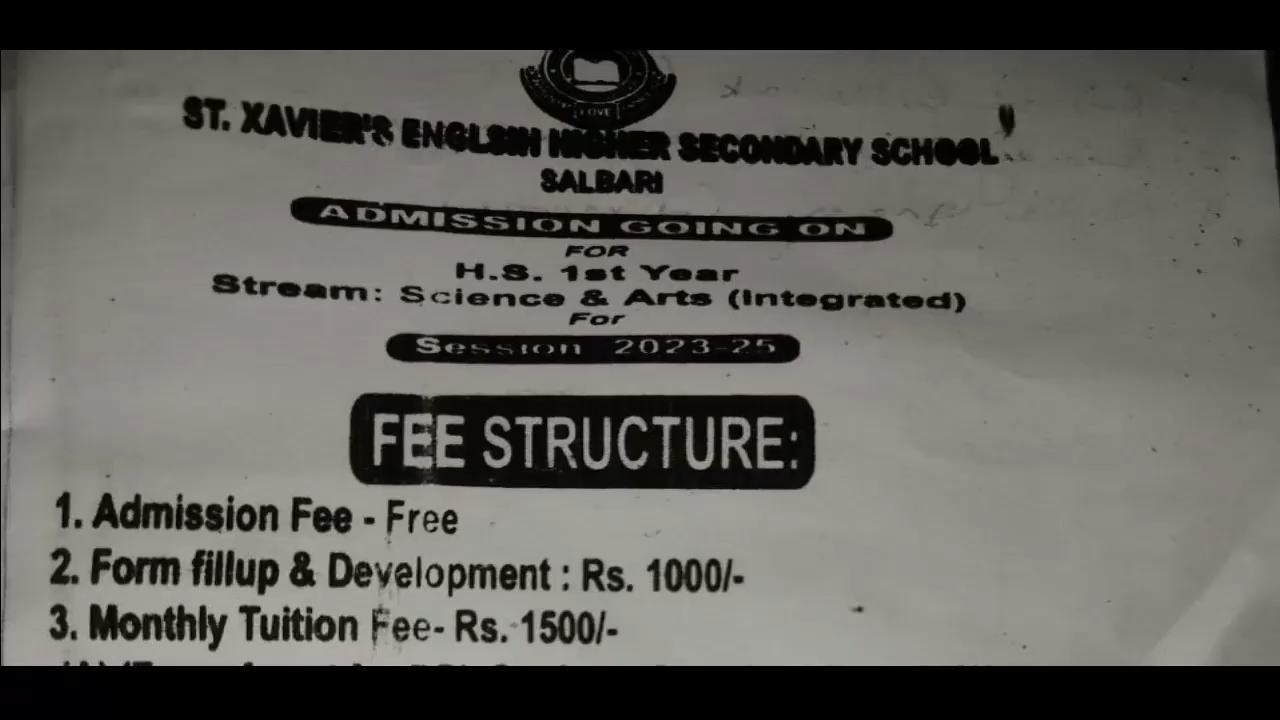 LOVE
ST. XAVIER'S ENGLSIH HIGHER SECONDARY SCHOOL
SALBARI
ADMISSION GOING ON
FOR
H.S. 1st Year
Stream: Science & Arts (Integrated)
For
Session 2023-25
FEE STRUCTURE:
1. Admission Fee - Free
2. Form fillup & Development : Rs. 1000/-
3. Monthly Tuition Fee- Rs. 1500/-